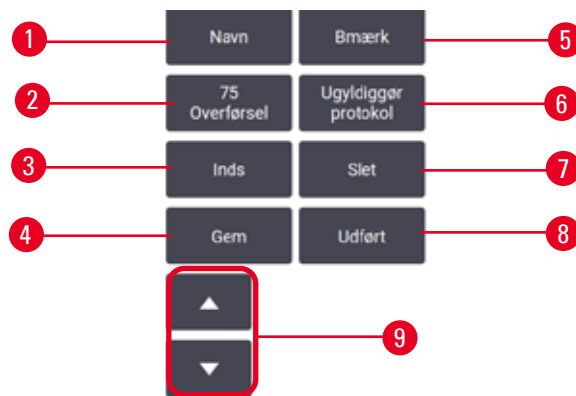 1
Navn
Bmærk
5
2
75
Overførsel
Ugyldiggør
protokol
6
3
Inds
Slet
7
4
Gem
Udført
8
9